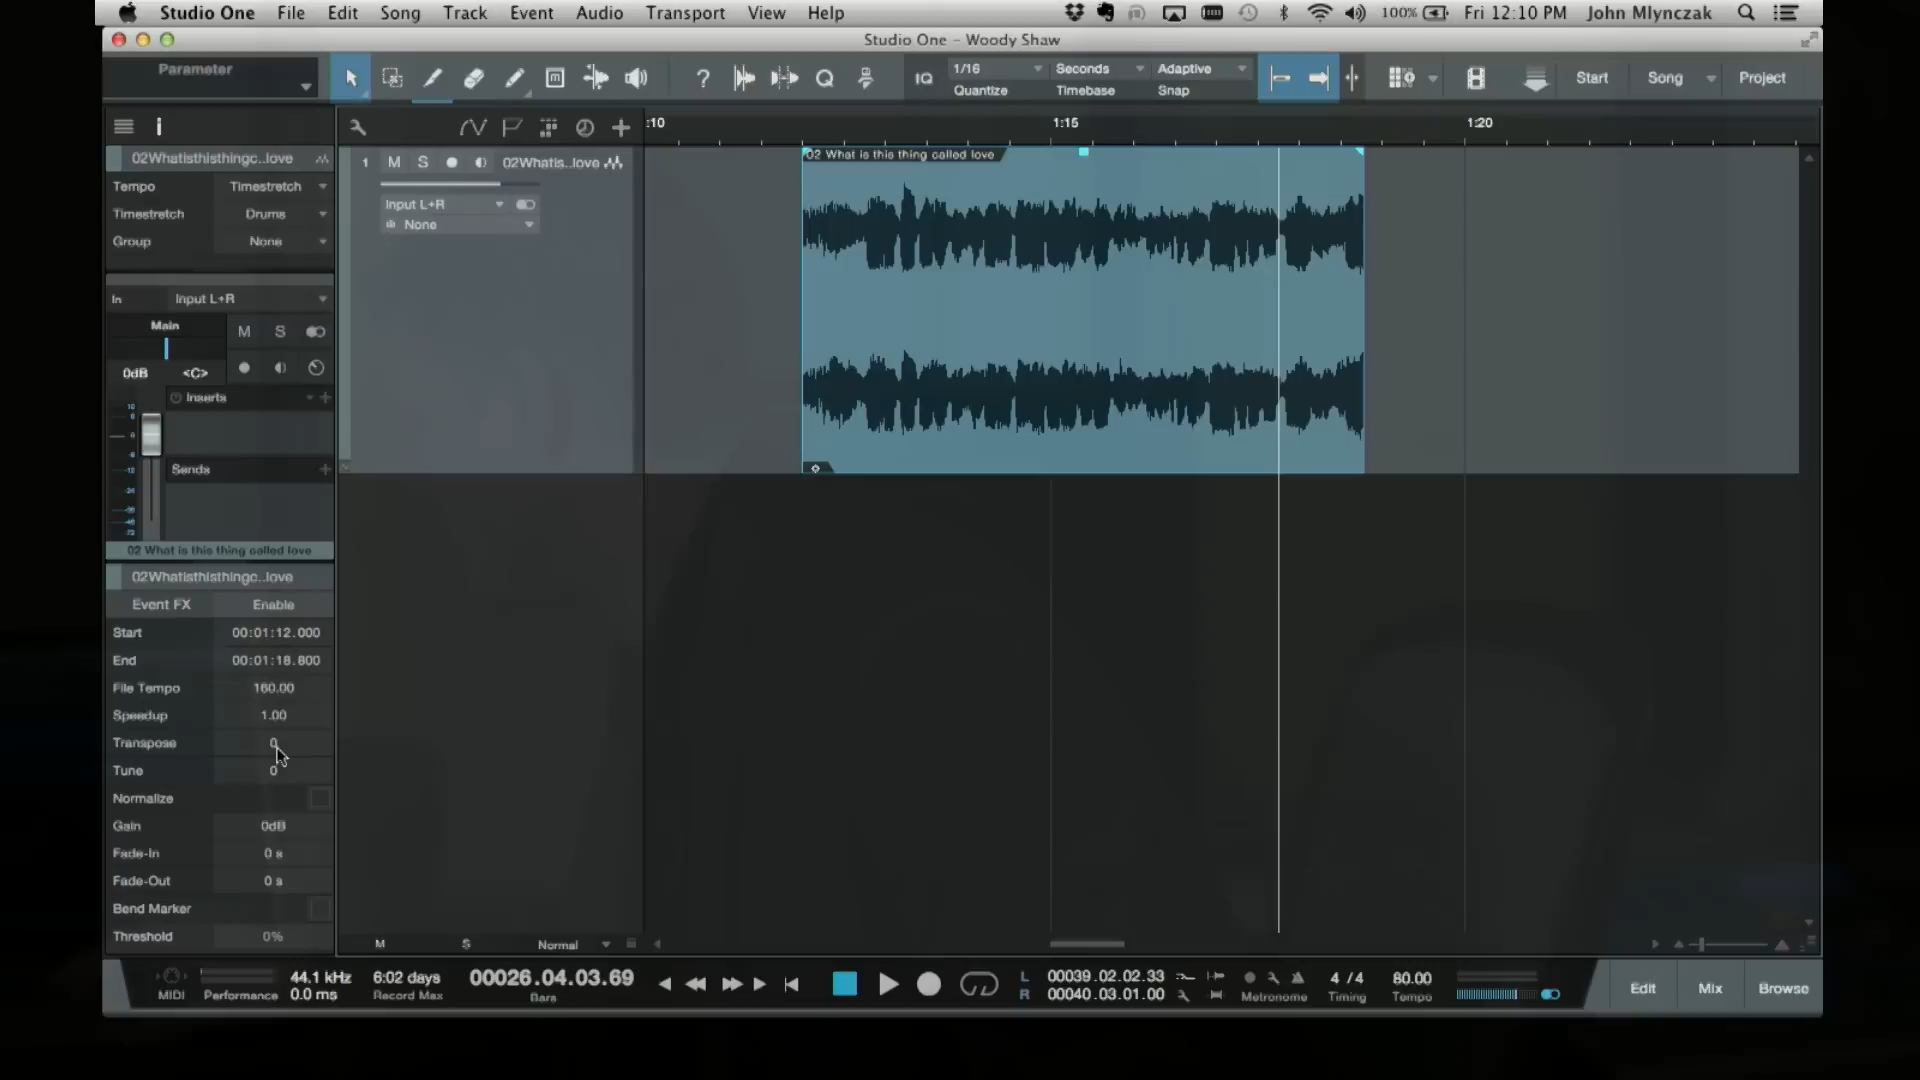 Studio One File Edit Song Track Event Audio Transport View Help 100% Fri 12:10 PM John Mlynczak
Studio One - Woody Shaw
Parameter
? IQ 1/16 Seconds Adaptive Start Song Project
Quantize Timebase Snap
i
:10 1:15 1:20
02Whatisthisthingc..love
1 M S 02Whatis..love
02 What is this thing called love
Tempo Timestretch
Timestretch Drums
Group None
Input L+R
None
In Input L+R
Main M S
0dB <C>
Inserts
Sends
02 What is this thing called love
02Whatisthisthingc..love
Event FX Enable
Start 00:01:12.000
End 00:01:18.800
File Tempo 160.00
Speedup 1.00
Transpose 0
Tune 0
Normalize
Gain 0dB
Fade-In 0 s
Fade-Out 0 s
Bend Marker
Threshold 0%
M S Normal
MIDI Performance
44.1 kHz
0.0 ms
6:02 days
Record Max
00026.04.03.69
Bars
L 00039.02.02.33
R 00040.03.01.00
Metronome
4 / 4
Timing
80.00
Tempo
Edit Mix Browse